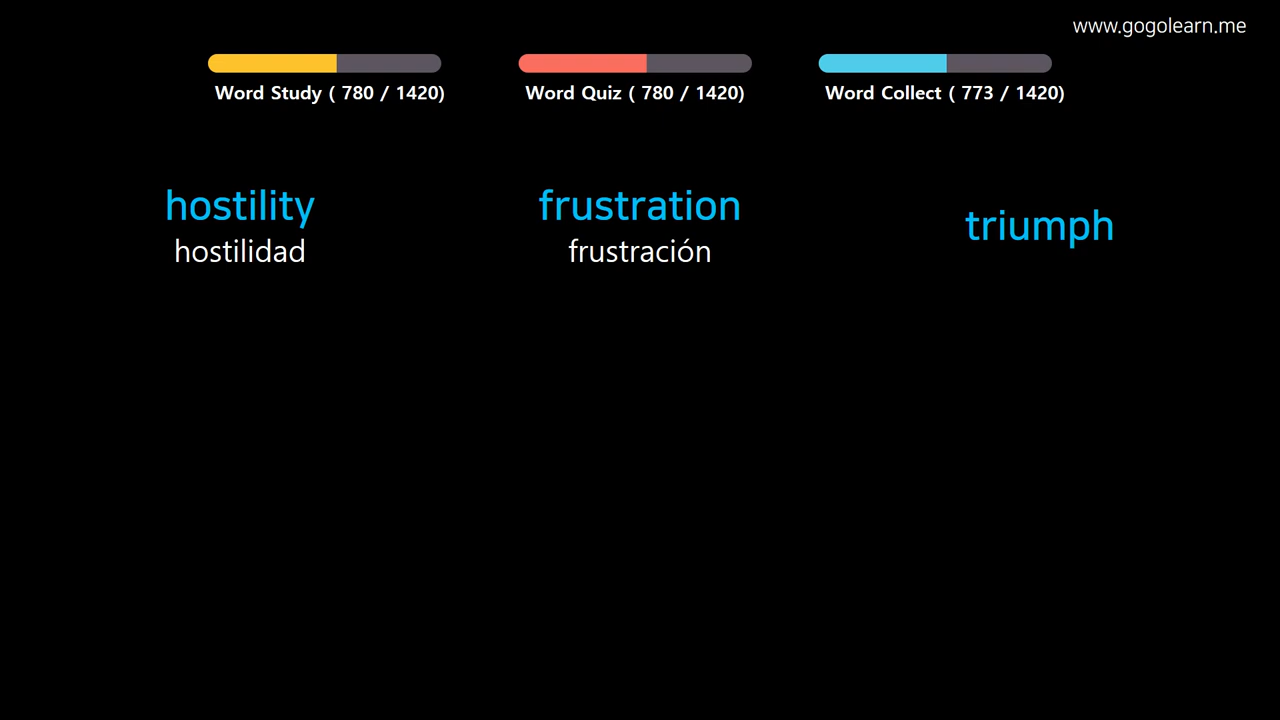 www.gogolearn.me
Word Study ( 780 / 1420)
Word Quiz ( 780 / 1420)
Word Collect ( 773 / 1420)
hostility
hostilidad
frustration
frustración
triumph